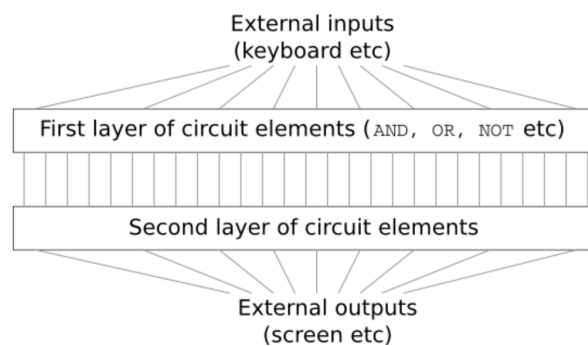 External inputs
(keyboard etc)
First layer of circuit elements (AND, OR, NOT etc)
Second layer of circuit elements
External outputs
(screen etc)